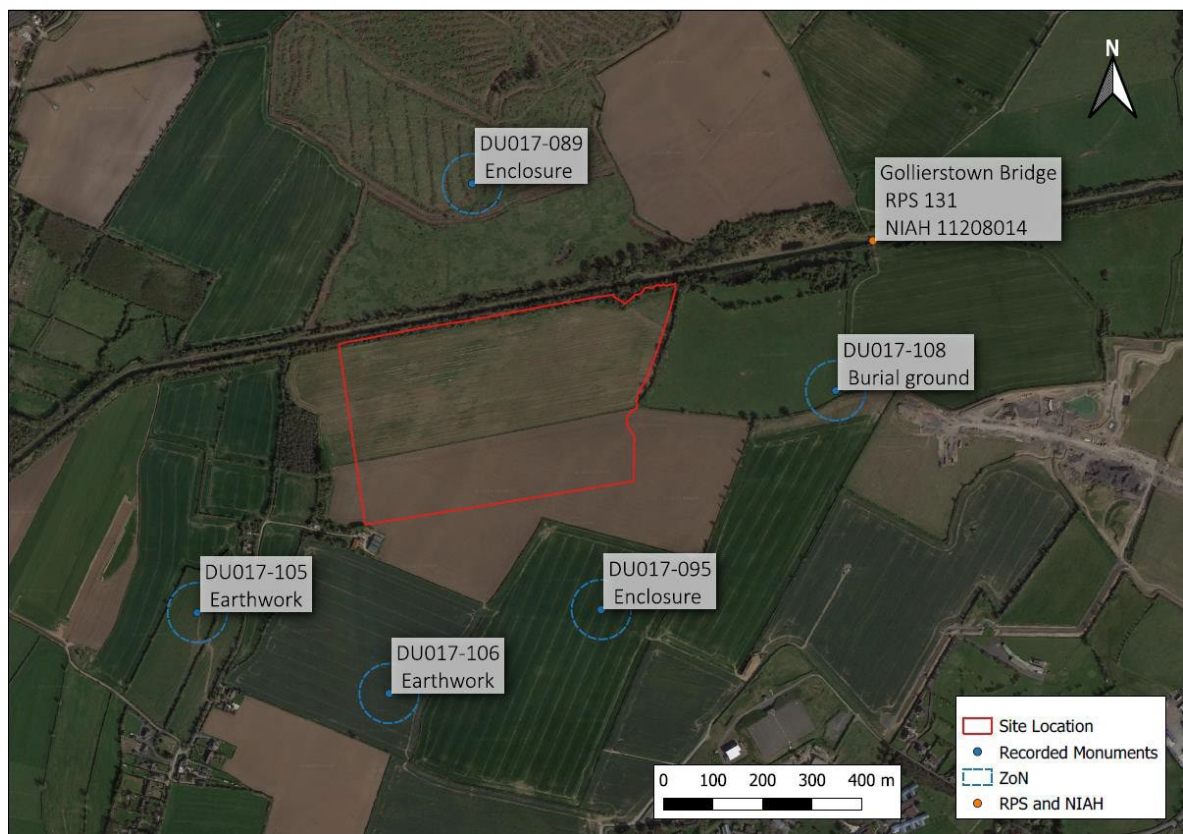 N
DU017-089
Enclosure
Gollierstown Bridge
RPS 131
NIAH 11208014
DU017-108
Burial ground
DU017-105
Earthwork
DU017-095
Enclosure
DU017-106
Earthwork
0 100 200 300 400 m
Site Location
Recorded Monuments
ZoN
RPS and NIAH